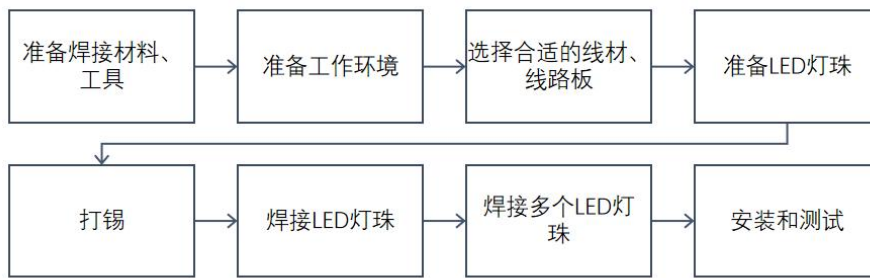 准备焊接材料、
工具
准备工作环境
选择合适的线材、
线路板
准备LED灯珠
打锡
焊接LED灯珠
焊接多个LED灯
珠
安装和测试